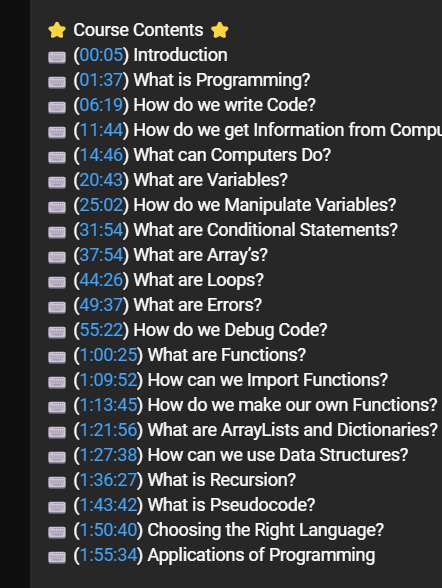 ⭐ Course Contents ⭐
⌨️ (00:05) Introduction
⌨️ (01:37) What is Programming?
⌨️ (06:19) How do we write Code?
⌨️ (11:44) How do we get Information from Compu
⌨️ (14:46) What can Computers Do?
⌨️ (20:43) What are Variables?
⌨️ (25:02) How do we Manipulate Variables?
⌨️ (31:54) What are Conditional Statements?
⌨️ (37:54) What are Array's?
⌨️ (44:26) What are Loops?
⌨️ (49:37) What are Errors?
⌨️ (55:22) How do we Debug Code?
⌨️ (1:00:25) What are Functions?
⌨️ (1:09:52) How can we Import Functions?
⌨️ (1:13:45) How do we make our own Functions?
⌨️ (1:21:56) What are ArrayLists and Dictionaries?
⌨️ (1:27:38) How can we use Data Structures?
⌨️ (1:36:27) What is Recursion?
⌨️ (1:43:42) What is Pseudocode?
⌨️ (1:50:40) Choosing the Right Language?
⌨️ (1:55:34) Applications of Programming